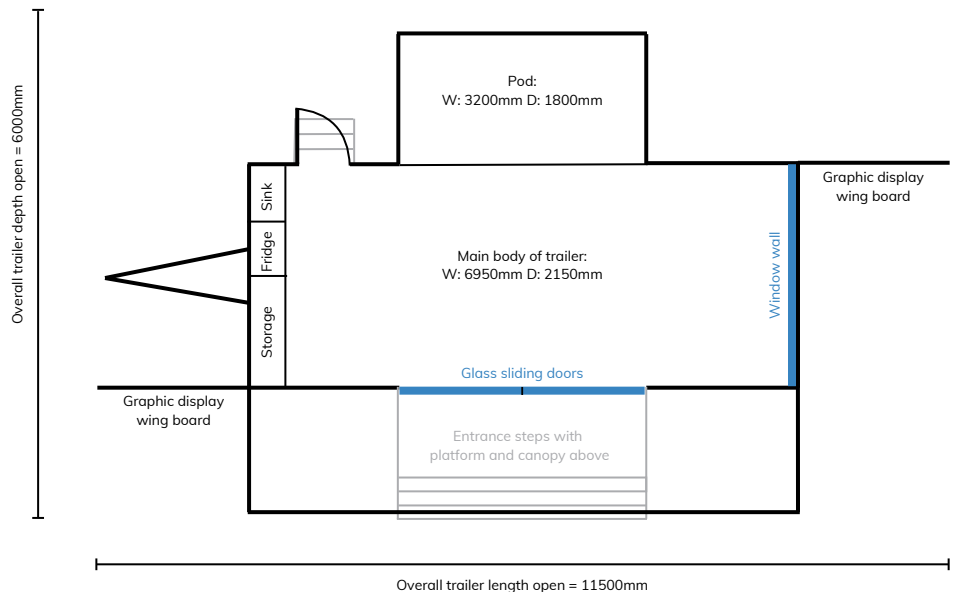 Pod:
W: 3200mm D: 1800mm
Overall trailer depth open = 6000mm
Graphic display
wing board
Sink
Fridge
Storage
Main body of trailer:
W: 6950mm D: 2150mm
Window wall
Glass sliding doors
Graphic display
wing board
Entrance steps with
platform and canopy above
Overall trailer length open = 11500mm